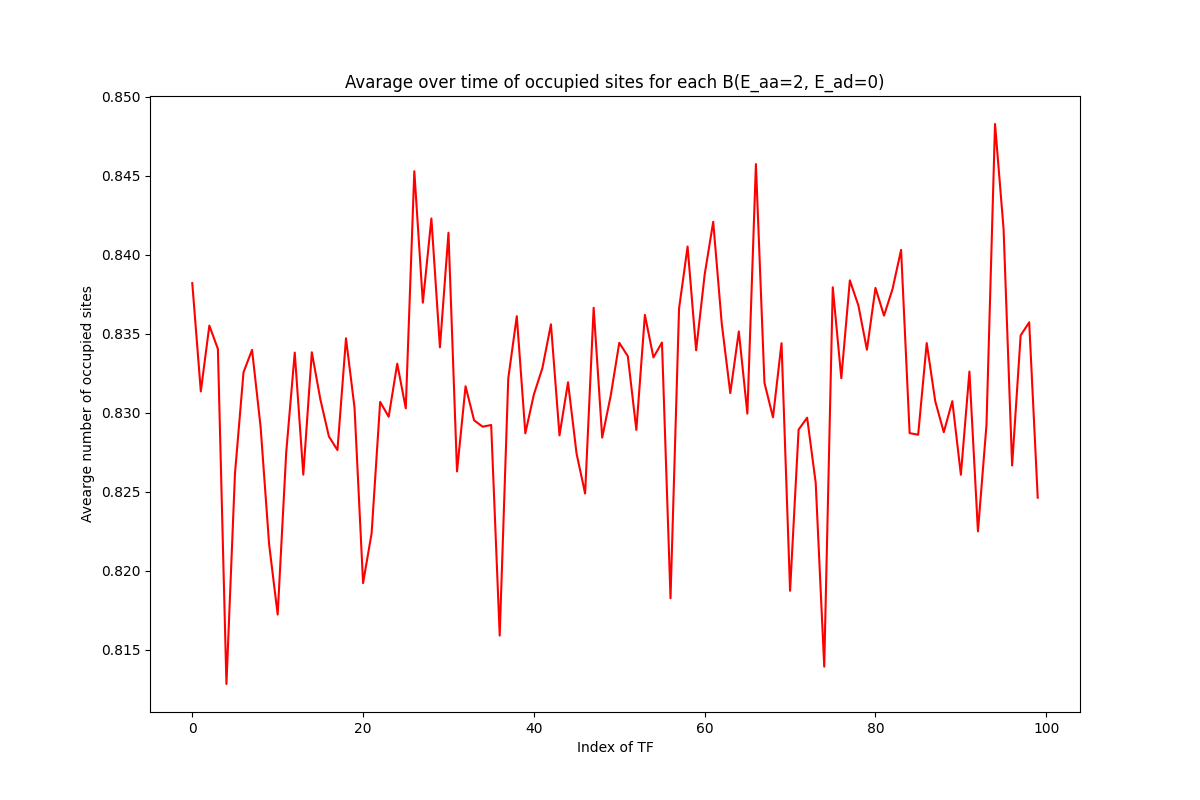 Avarage over time of occupied sites for each B(E_aa=2, E_ad=0)
0.850
0.845
0.840
0.835
0.830
0.825
0.820
0.815
Avearge number of occupied sites
0 20 40 60 80 100
Index of TF